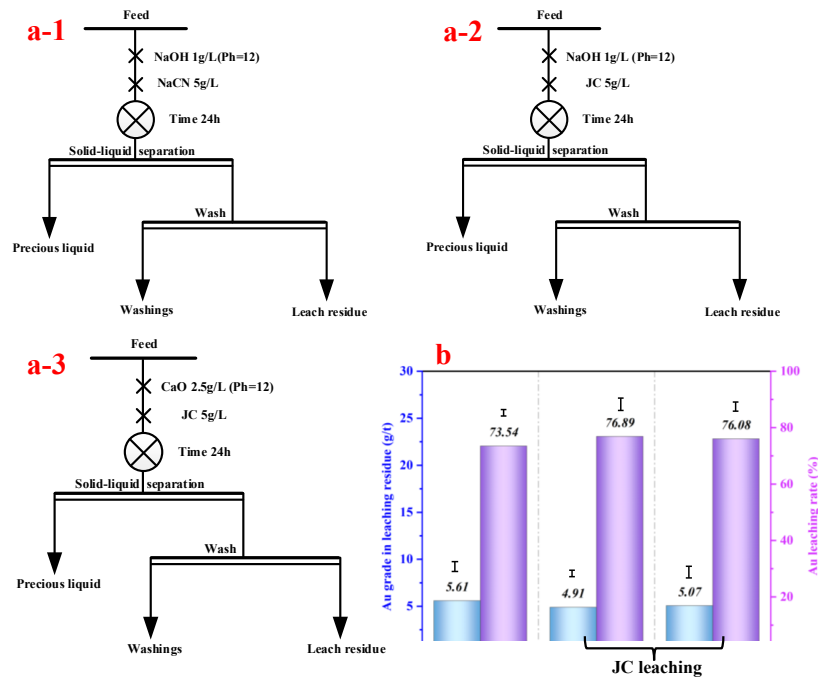 a-1
Feed
NaOH 1g/L(Ph=12)
NaCN 5g/L
Time 24h
Solid-liquid separation
Wash
Precious liquid
Washings
Leach residue
a-2
Feed
NaOH 1g/L (Ph=12)
JC 5g/L
Time 24h
Solid-liquid separation
Wash
Precious liquid
Washings
Leach residue
a-3
Feed
CaO 2.5g/L (Ph=12)
JC 5g/L
Time 24h
Solid-liquid separation
Wash
Precious liquid
Washings
Leach residue
b
Au grade in leaching residue (g/t)
30
25
20
15
10
5
5.61
73.54
4.91
76.89
5.07
76.08
100
80
60
40
20
Au leaching rate (%)
JC leaching